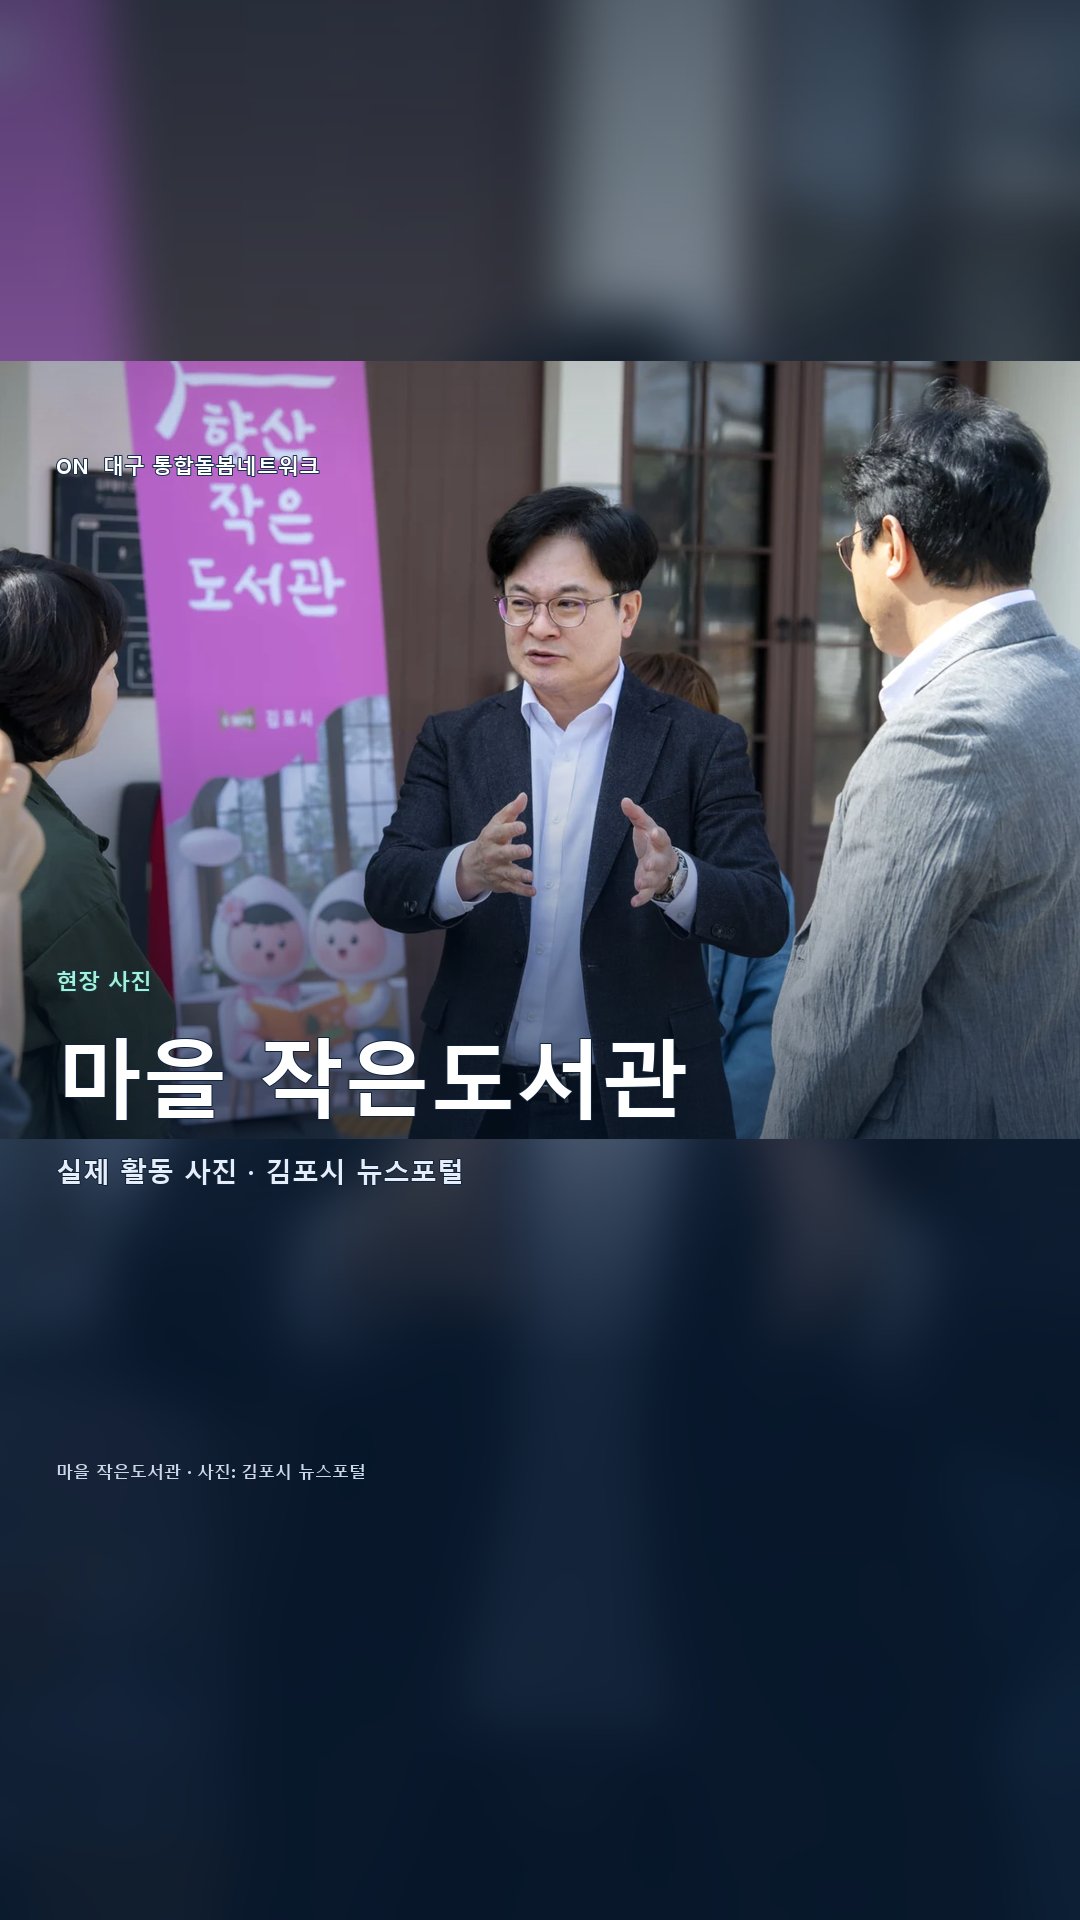 향산
ON 대구 통합돌봄네트워크
작은
도서관
김포시
현장 사진
마을 작은도서관
실제 활동 사진 · 김포시 뉴스포털
마을 작은도서관 · 사진: 김포시 뉴스포털